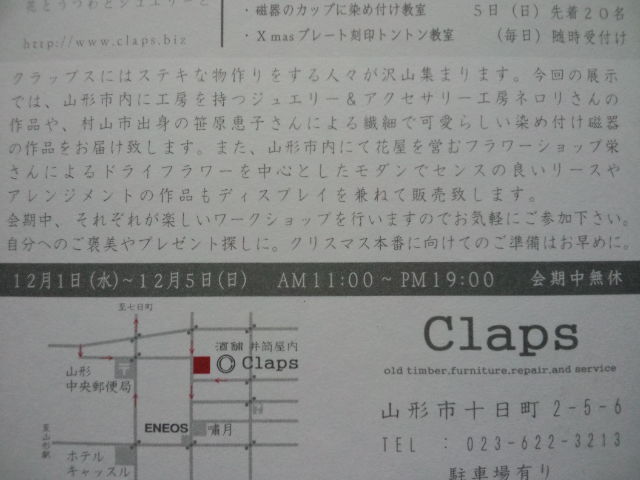 花とうつわとジュエリーと
http://www.claps.biz
・磁器のカップに染め付け教室 5日(日)先着20名
・Xmasプレート刻印トントン教室 (毎日)随時受付け
クラップスにはステキな物作りをする人々が沢山集まります。今回の展示
では、山形市内に工房を持つジュエリー&アクセサリー工房ネロリさんの
作品や、村山市出身の笹原恵子さんによる繊細で可愛らしい染め付け磁器
の作品をお届け致します。また、山形市内にて花屋を営むフラワーショップ栄
さんによるドライフラワーを中心としたモダンでセンスの良いリースや
アレンジメントの作品もディスプレイを兼ねて販売致します。
会期中、それぞれが楽しいワークショップを行いますのでお気軽にご参加下さい。
自分へのご褒美やプレゼント探しに。クリスマス本番に向けてのご準備はお早めに。
12月1日(水)~12月5日(日) AM11:00~PM19:00 会期中無休
至七日町
酒舗 井筒屋内
Claps
山形
中央郵便局
〒
ENEOS
嘯月
至山形駅
ホテル
キャッスル
Claps
old timber,furniture,repair,and service
山形市十日町2-5-6
TEL : 023-622-3213
駐車場有り